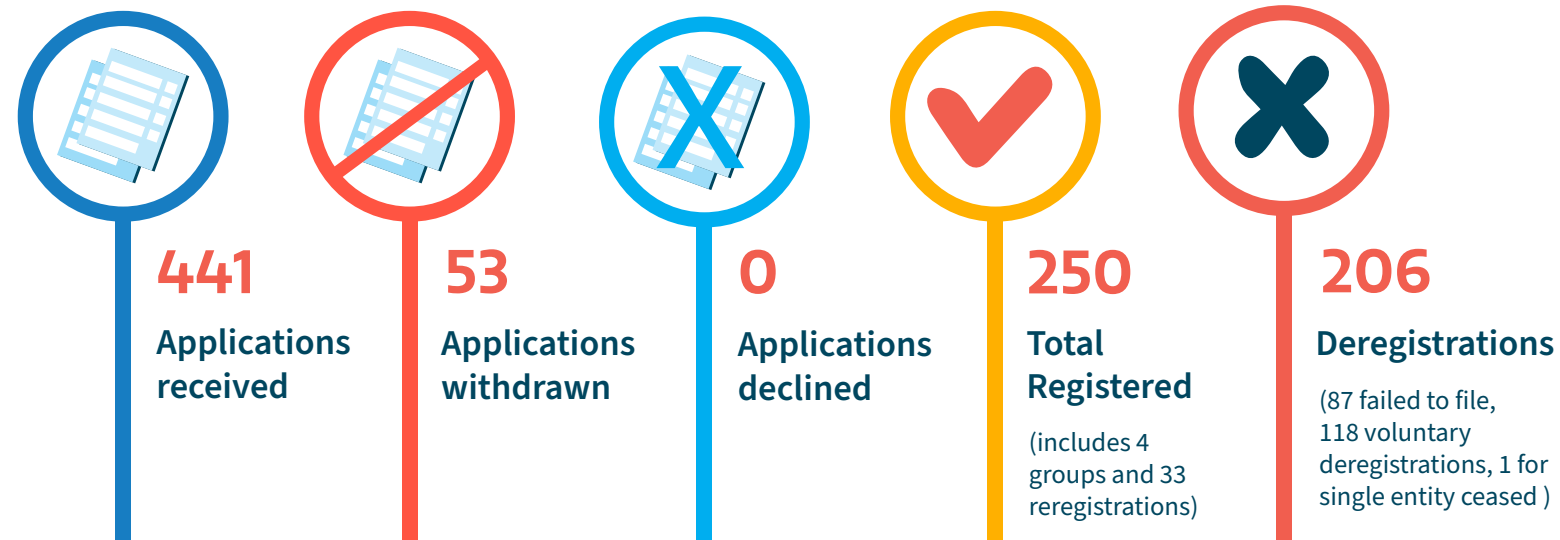 441
Applications
received
53
Applications
withdrawn
0
Applications
declined
250
Total
Registered
(includes 4
groups and 33
reregistrations)
206
Deregistrations
(87 failed to file,
118 voluntary
deregistrations, 1 for
single entity ceased )